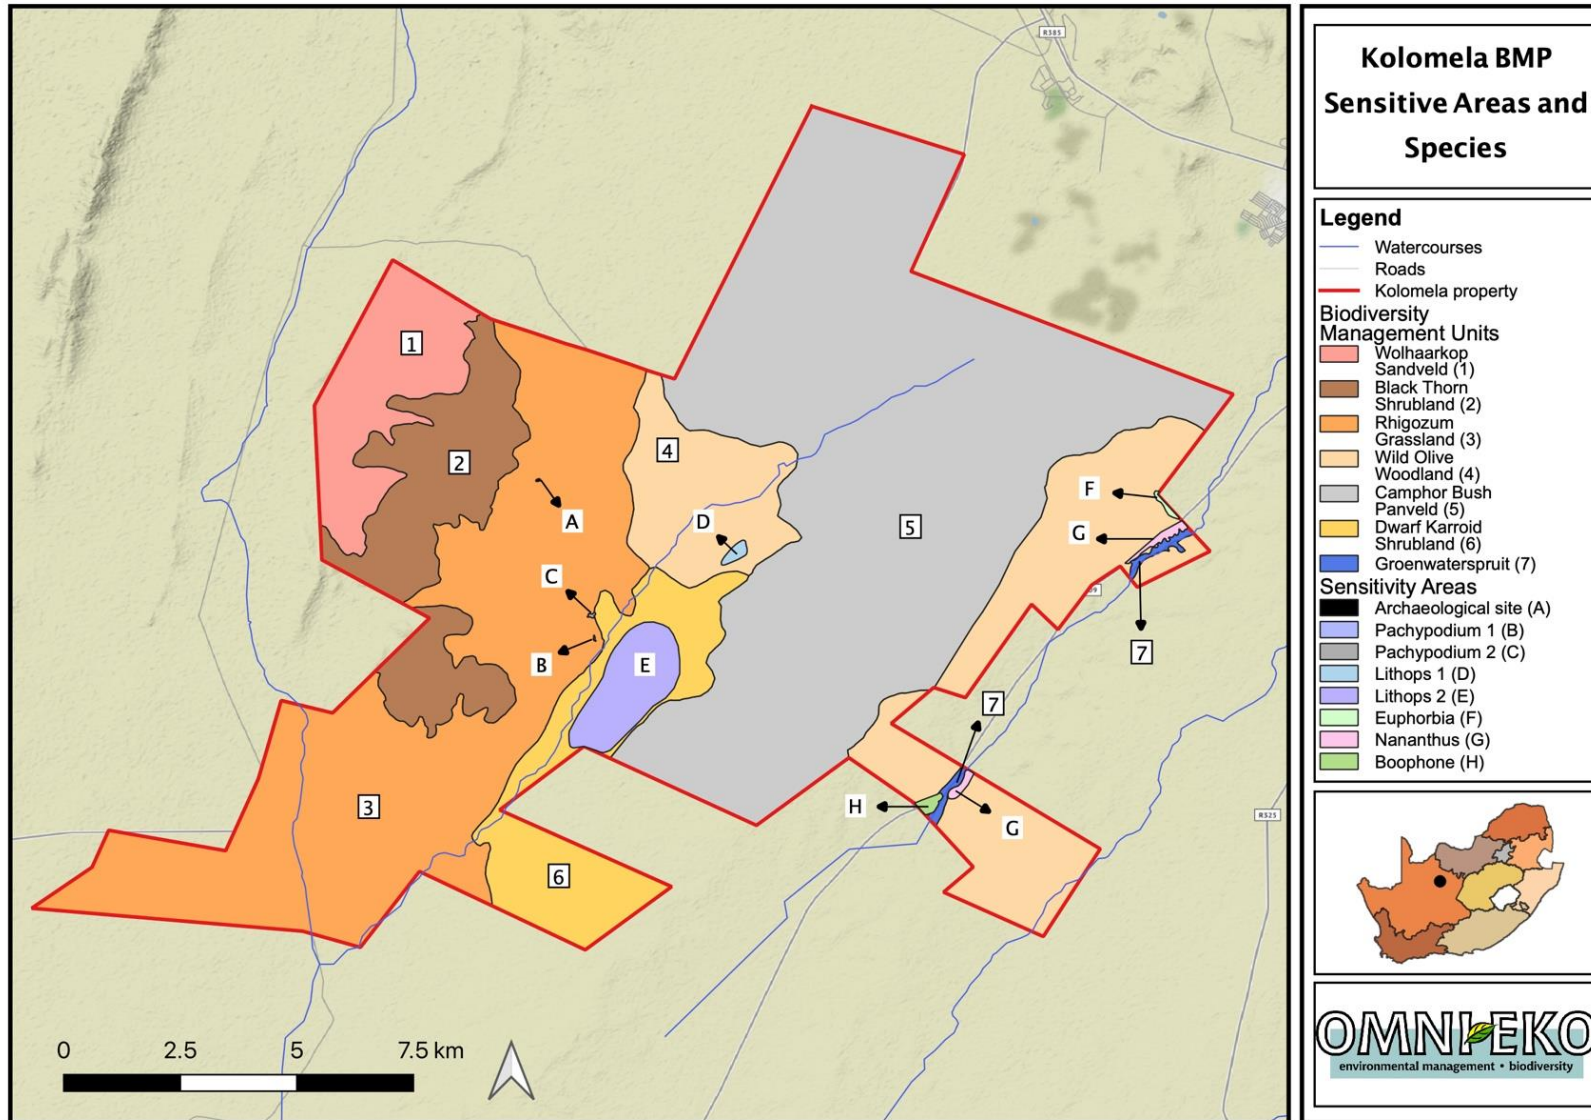 R385
1
2
4
A
D
C
B
E
5
F
G
7
7
H
G
3
6
R325
0 2.5 5 7.5 km
Kolomela BMP
Sensitive Areas and
Species
Legend
Watercourses
Roads
Kolomela property
Biodiversity
Management Units
Wolhaarkop
Sandveld (1)
Black Thorn
Shrubland (2)
Rhigozum
Grassland (3)
Wild Olive
Woodland (4)
Camphor Bush
Panveld (5)
Dwarf Karroid
Shrubland (6)
Groenwaterspruit (7)
Sensitivity Areas
Archaeological site (A)
Pachypodium 1 (B)
Pachypodium 2 (C)
Lithops 1 (D)
Lithops 2 (E)
Euphorbia (F)
Nananthus (G)
Boophone (H)
OMNI EKO
environmental management • biodiversity